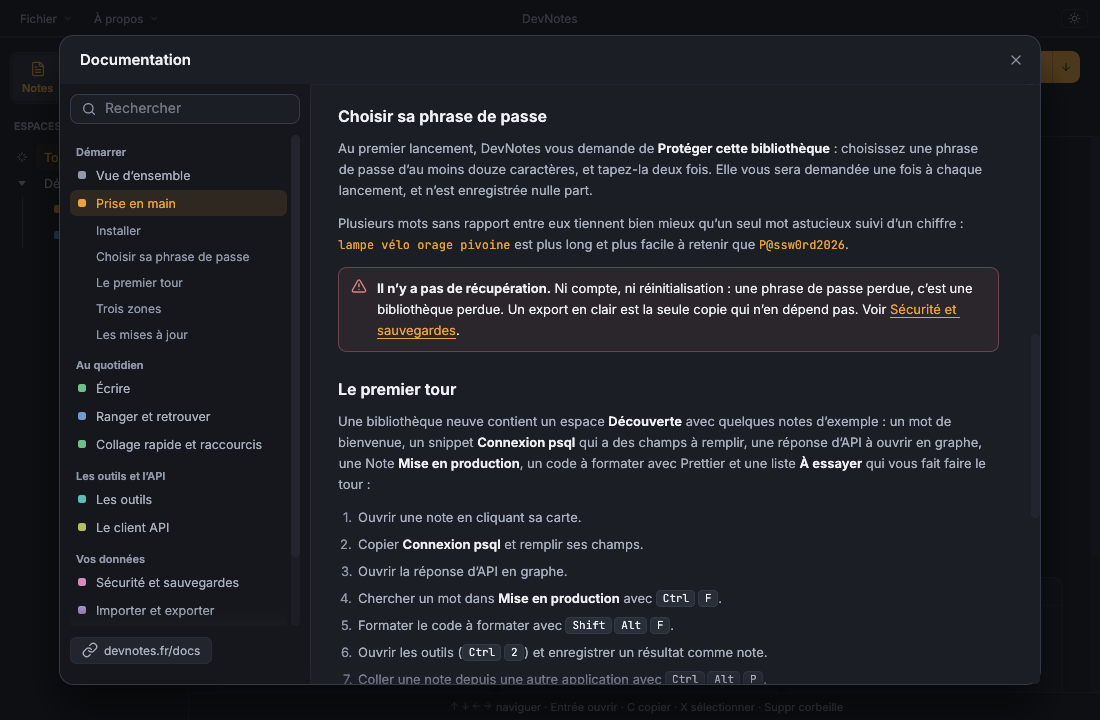 Fichier
À propos
DevNotes
Documentation
Notes
ESPACES
To
Dé
Rechercher
Démarrer
Vue d'ensemble
Prise en main
Installer
Choisir sa phrase de passe
Le premier tour
Trois zones
Les mises à jour
Au quotidien
Écrire
Ranger et retrouver
Collage rapide et raccourcis
Les outils et l'API
Les outils
Le client API
Vos données
Sécurité et sauvegardes
Importer et exporter
devnotes.fr/docs
Choisir sa phrase de passe
Au premier lancement, DevNotes vous demande de Protéger cette bibliothèque : choisissez une phrase
de passe d'au moins douze caractères, et tapez-la deux fois. Elle vous sera demandée une fois à chaque
lancement, et n'est enregistrée nulle part.
Plusieurs mots sans rapport entre eux tiennent bien mieux qu'un seul mot astucieux suivi d'un chiffre :
lampe vélo orage pivoine est plus long et plus facile à retenir que P@ssw0rd2026.
Il n'y a pas de récupération. Ni compte, ni réinitialisation : une phrase de passe perdue, c'est une
bibliothèque perdue. Un export en clair est la seule copie qui n'en dépend pas. Voir Sécurité et
sauvegardes.
Le premier tour
Une bibliothèque neuve contient un espace Découverte avec quelques notes d'exemple : un mot de
bienvenue, un snippet Connexion psql qui a des champs à remplir, une réponse d'API à ouvrir en graphe,
une Note Mise en production, un code à formater avec Prettier et une liste À essayer qui vous fait faire le
tour :
1. Ouvrir une note en cliquant sa carte.
2. Copier Connexion psql et remplir ses champs.
3. Ouvrir la réponse d'API en graphe.
4. Chercher un mot dans Mise en production avec Ctrl F.
5. Formater le code à formater avec Shift Alt F.
6. Ouvrir les outils (Ctrl 2) et enregistrer un résultat comme note.
7. Coller une note depuis une autre application avec Ctrl Alt P.
↑↓←→ naviguer · Entrée ouvrir · C copier · X sélectionner · Suppr corbeille